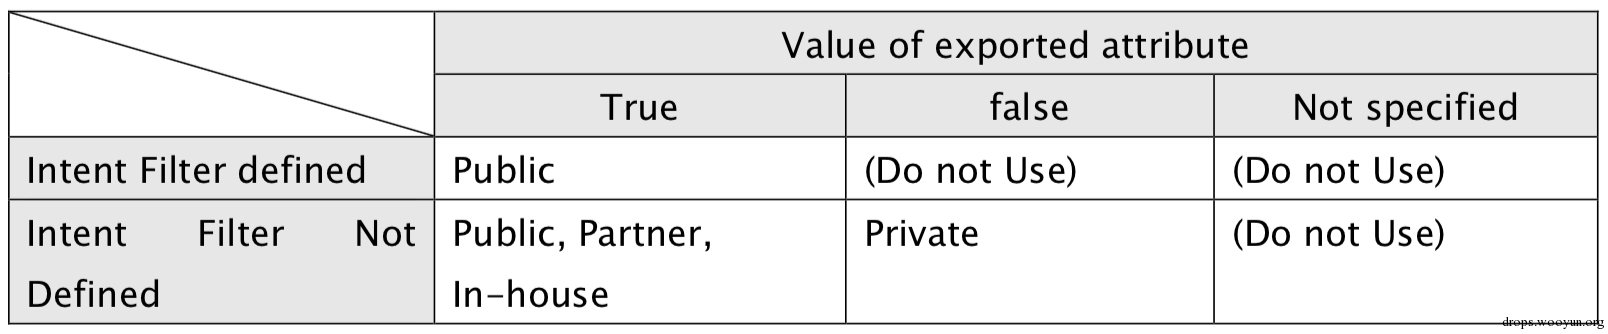 Value of exported attribute
True false Not specified
Intent Filter defined Public (Do not Use) (Do not Use)
Intent Filter Not Public, Partner, Private (Do not Use)
Defined In-house
drops.wooyun.org